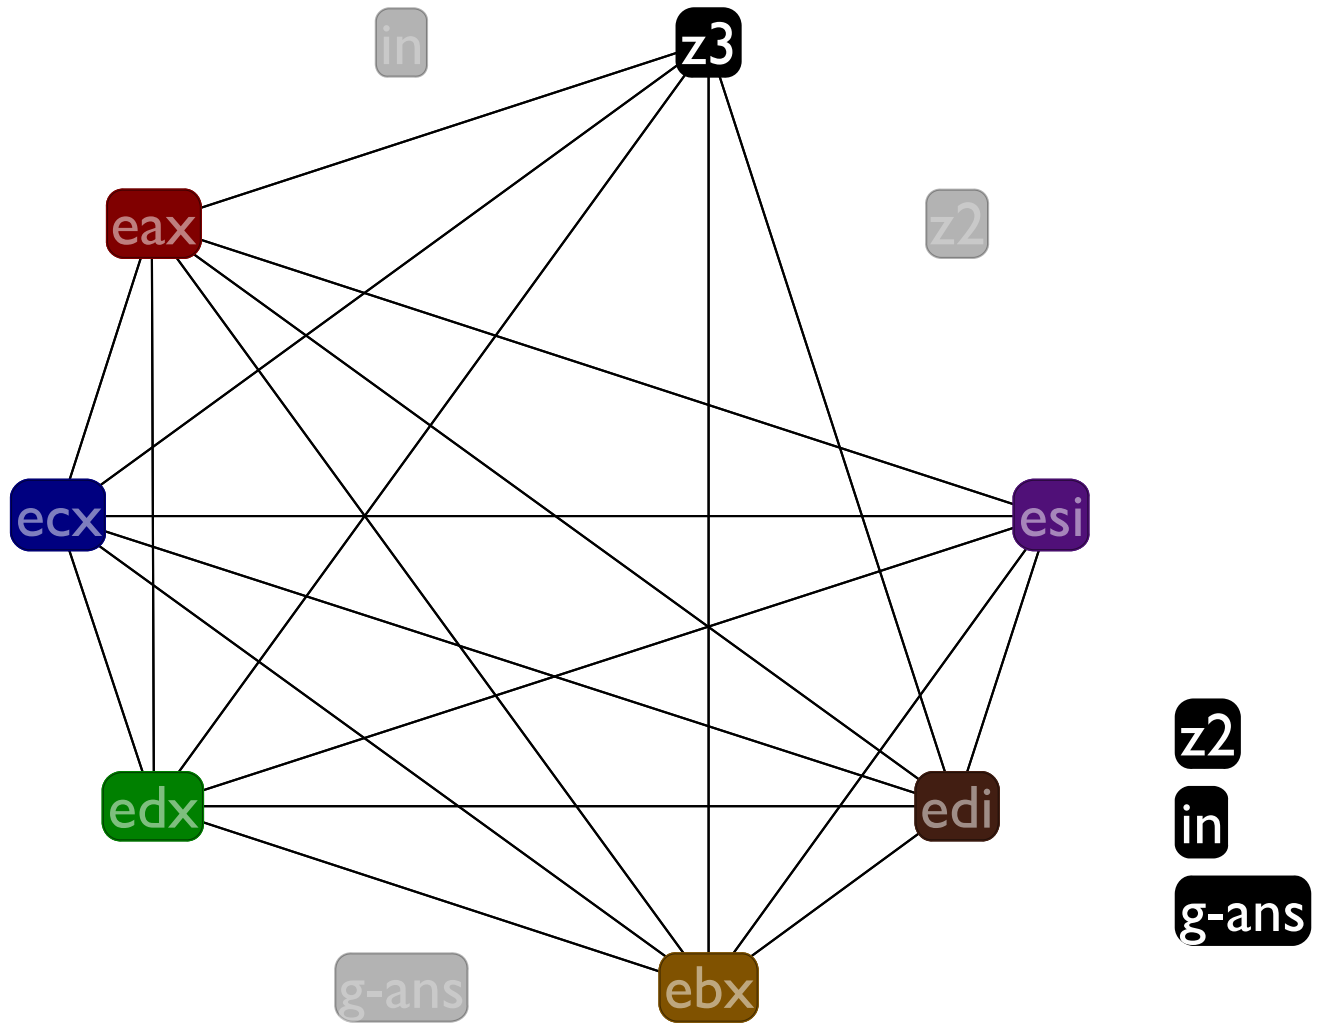 in
z3
eax
z2
ecx
esi
z2
edx
edi
in
g-ans
g-ans
ebx